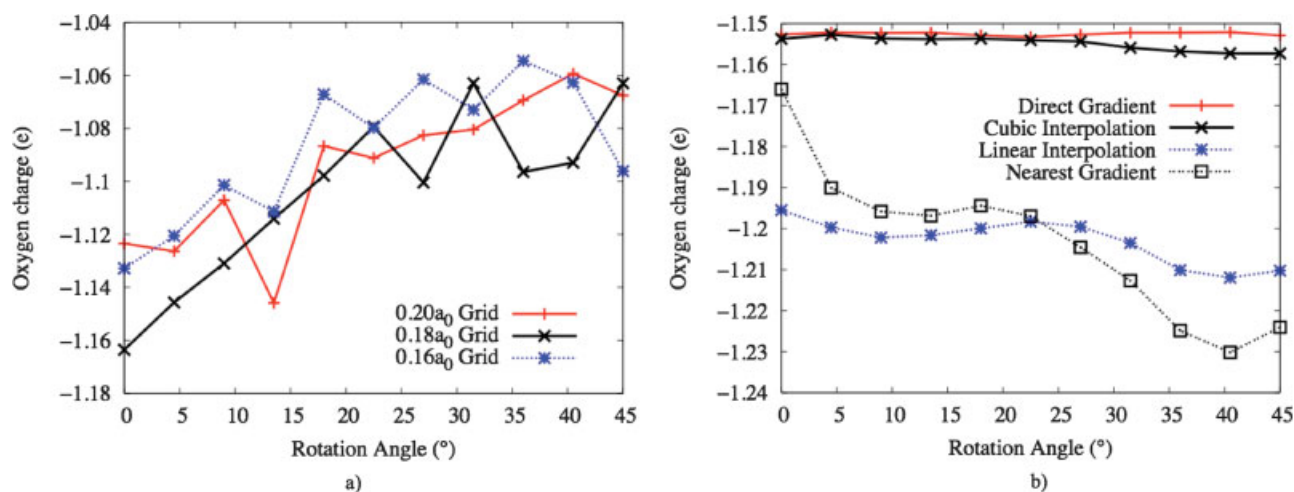 −1.04
−1.06
−1.08
−1.1
−1.12
−1.14
−1.16
−1.18
Oxygen charge (e)
0 5 10 15 20 25 30 35 40 45
Rotation Angle (°)
0.20a0 Grid
0.18a0 Grid
0.16a0 Grid
a)
−1.15
−1.16
−1.17
−1.18
−1.19
−1.2
−1.21
−1.22
−1.23
−1.24
Oxygen charge (e)
0 5 10 15 20 25 30 35 40 45
Rotation Angle (°)
Direct Gradient
Cubic Interpolation
Linear Interpolation
Nearest Gradient
b)